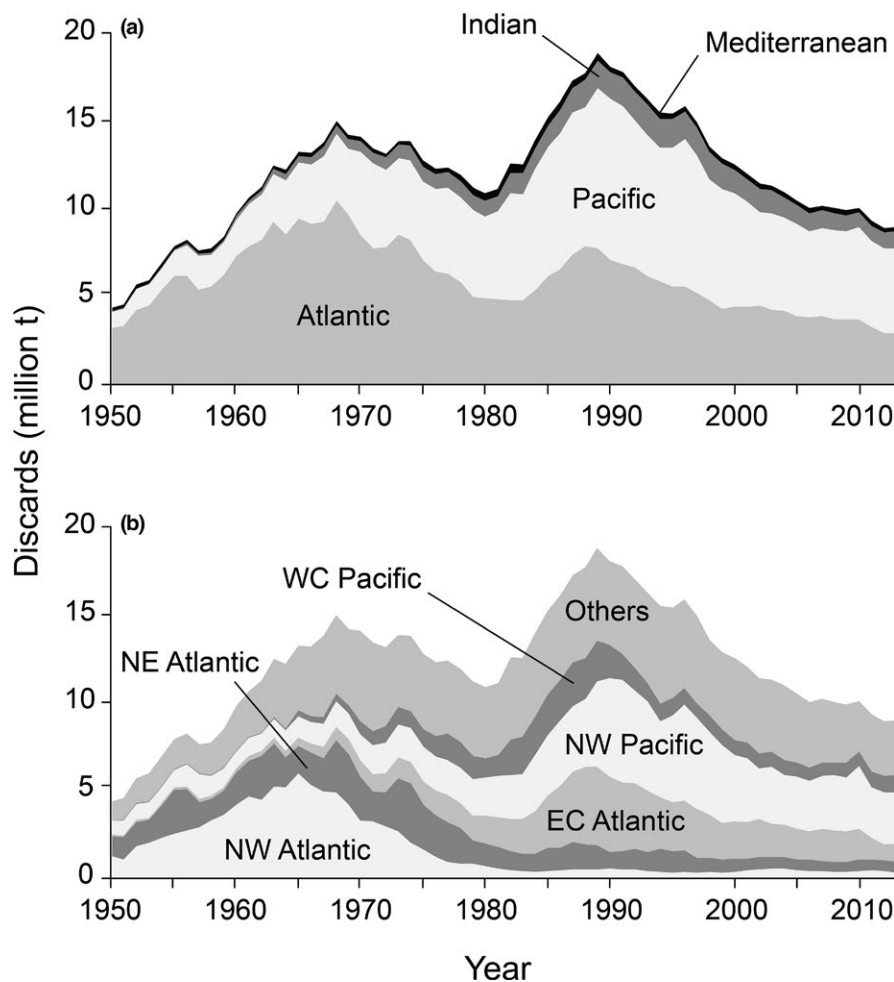 Discards (million t)
(a)
20
15
10
5
0
Indian
Mediterranean
Pacific
Atlantic
1950 1960 1970 1980 1990 2000 2010
(b)
20
15
10
5
0
WC Pacific
Others
NE Atlantic
NW Pacific
EC Atlantic
NW Atlantic
1950 1960 1970 1980 1990 2000 2010
Year